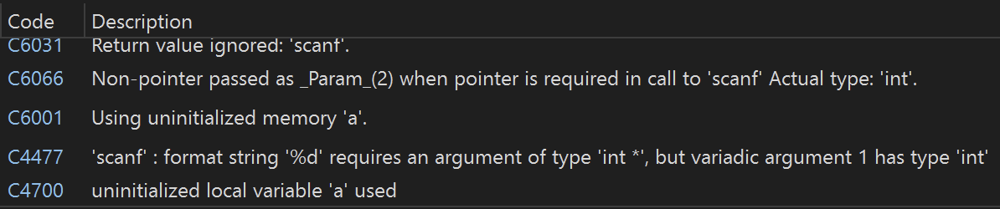 Code Description
C6031 Return value ignored: 'scanf'.
C6066 Non-pointer passed as _Param_(2) when pointer is required in call to 'scanf' Actual type: 'int'.
C6001 Using uninitialized memory 'a'.
C4477 'scanf' : format string '%d' requires an argument of type 'int *', but variadic argument 1 has type 'int'
C4700 uninitialized local variable 'a' used